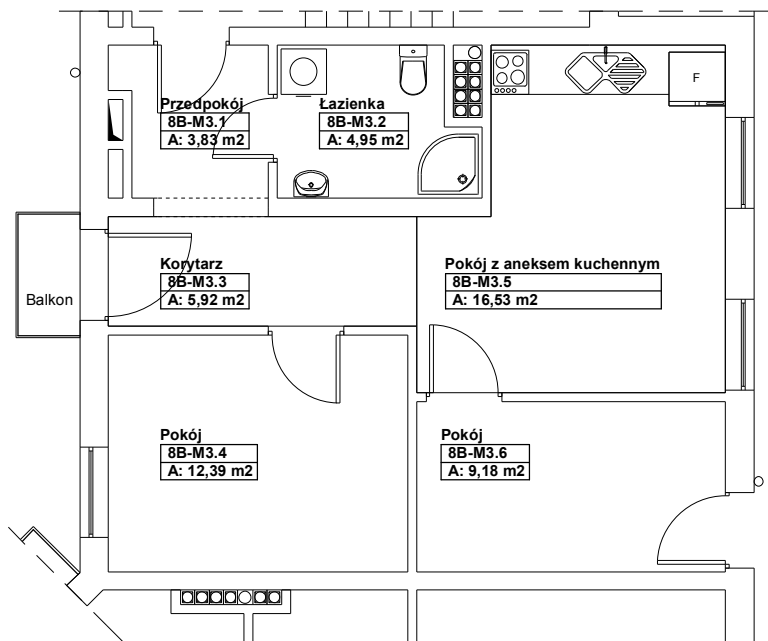 F
Przedpokój
8B-M3.1
A: 3,83 m2
Łazienka
8B-M3.2
A: 4,95 m2
Balkon
Korytarz
8B-M3.3
A: 5,92 m2
Pokój z aneksem kuchennym
8B-M3.5
A: 16,53 m2
Pokój
8B-M3.4
A: 12,39 m2
Pokój
8B-M3.6
A: 9,18 m2